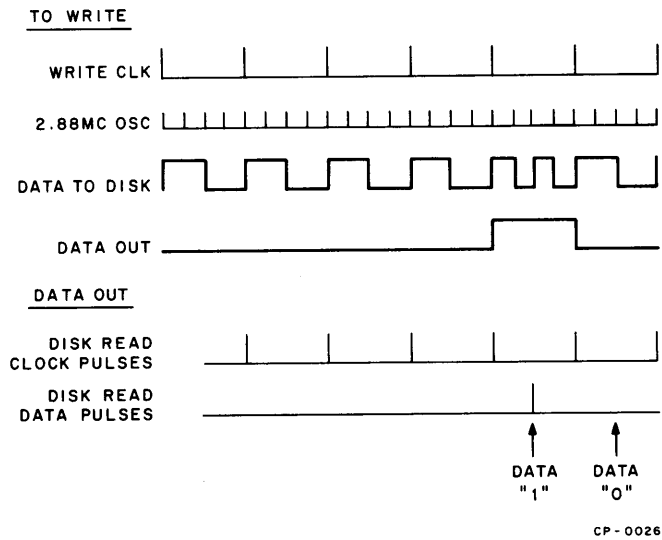 TO WRITE
WRITE CLK
2.88MC OSC
DATA TO DISK
DATA OUT
DATA OUT
DISK READ
CLOCK PULSES
DISK READ
DATA PULSES
DATA
"1"
DATA
"0"
CP-0026